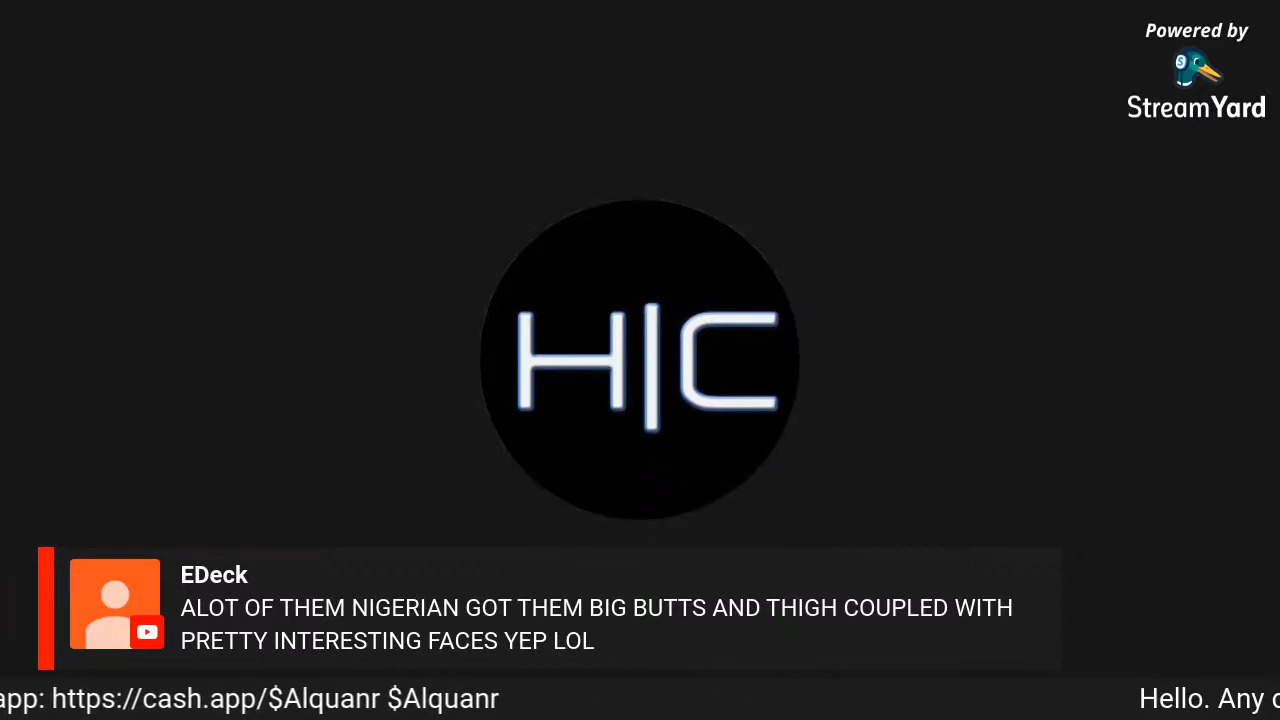 Powered by
StreamYard
H|C
EDeck
ALOT OF THEM NIGERIAN GOT THEM BIG BUTTS AND THIGH COUPLED WITH
PRETTY INTERESTING FACES YEP LOL
app: https://cash.app/$Alquanr $Alquanr
Hello. Any